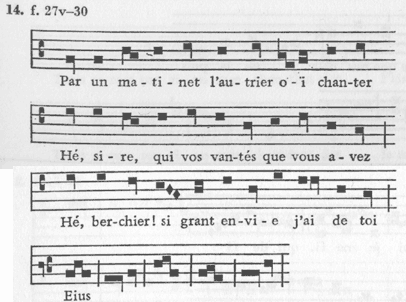 14. f. 27v–30
Par un ma - ti - net l'au - trier o - ï chan-ter
Hé, si - re, qui vos van-tés que vous a - vez
Hé, ber-chier! si grant en - vi - e j'ai de toi
Eius